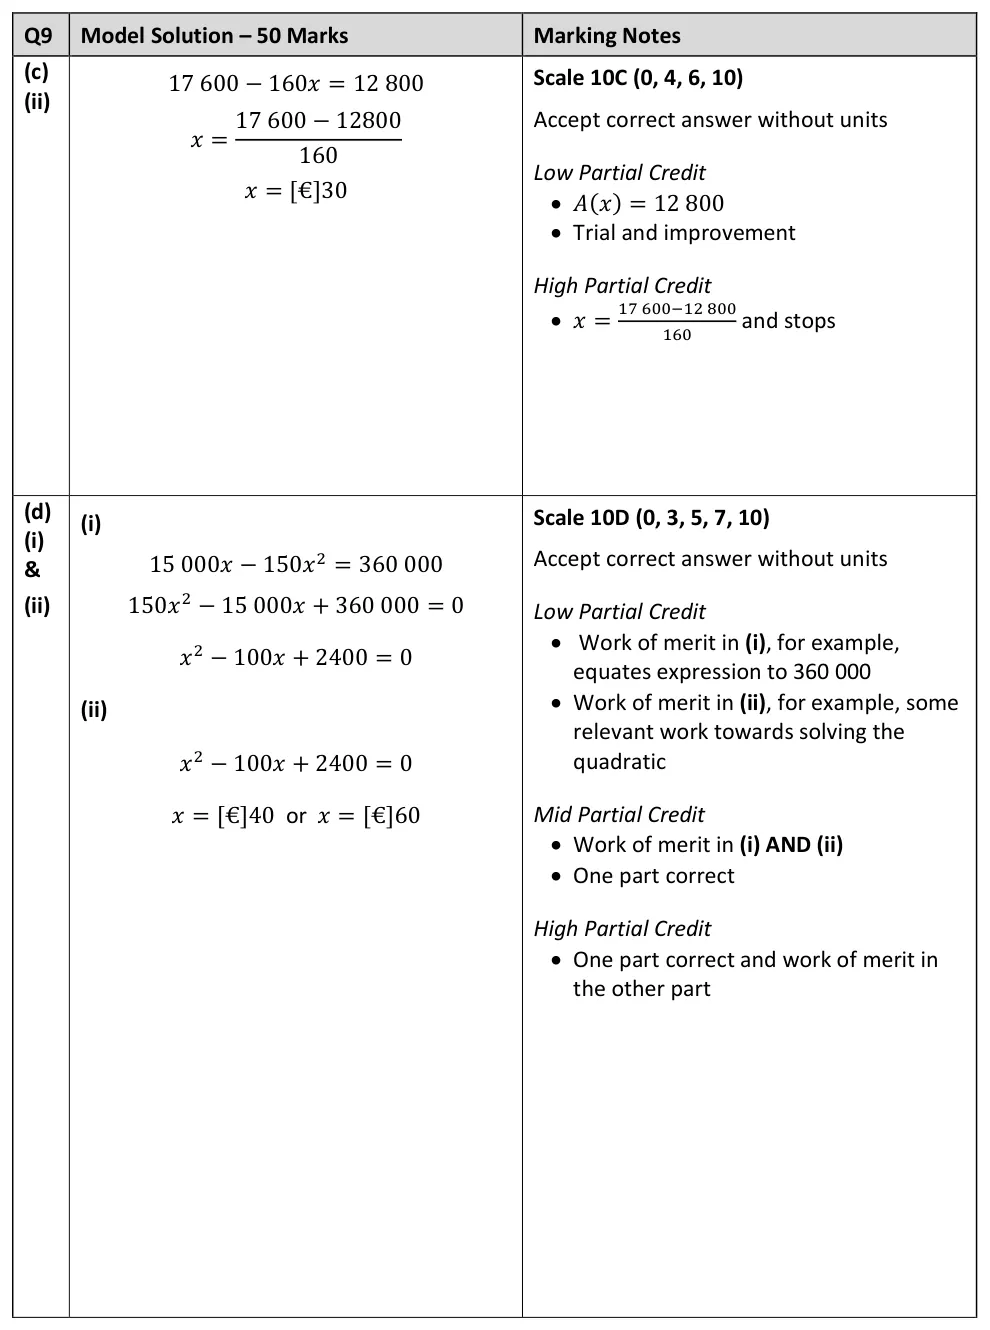 Q9 Model Solution – 50 Marks Marking Notes
(c)
(ii)
17 600 − 160x = 12 800
x = (17 600 − 12800)/160
x = [€]30
Scale 10C (0, 4, 6, 10)
Accept correct answer without units
Low Partial Credit
• A(x) = 12 800
• Trial and improvement
High Partial Credit
• x = (17 600−12 800)/160 and stops
(d)
(i)
&
(ii)
(i)
15 000x − 150x² = 360 000
150x² − 15 000x + 360 000 = 0
x² − 100x + 2400 = 0
(ii)
x² − 100x + 2400 = 0
x = [€]40 or x = [€]60
Scale 10D (0, 3, 5, 7, 10)
Accept correct answer without units
Low Partial Credit
• Work of merit in (i), for example,
equates expression to 360 000
• Work of merit in (ii), for example, some
relevant work towards solving the
quadratic
Mid Partial Credit
• Work of merit in (i) AND (ii)
• One part correct
High Partial Credit
• One part correct and work of merit in
the other part